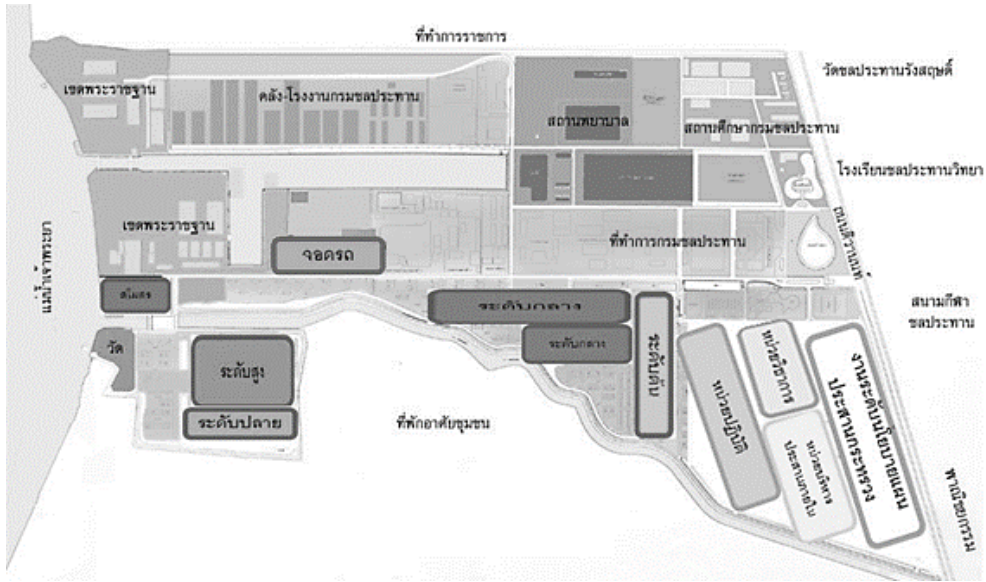 ที่ทำการราชการ
วัดชลประทานรังสฤษดิ์
เขตพระราชฐาน
คลัง-โรงงานกรมชลประทาน
สถานพยาบาล
สถานศึกษากรมชลประทาน
โรงเรียนชลประทานวิทยา
เขตพระราชฐาน
ที่ทำการกรมชลประทาน
ถนนติวานนท์
แม่น้ำเจ้าพระยา
จอดรถ
สโมสร
ระดับกลาง
สนามกีฬา
ชลประทาน
วัด
ระดับสูง
ระดับกลาง
ระดับต้น
หน่วยปฏิบัติ
หน่วยวิชาการ
งานระดับนโยบายแผน
ประสานกระทรวง
ระดับปลาย
ที่พักอาศัยชุมชน
หน่วยบริหาร
ประสานภายใน
พาณิชยกรรม